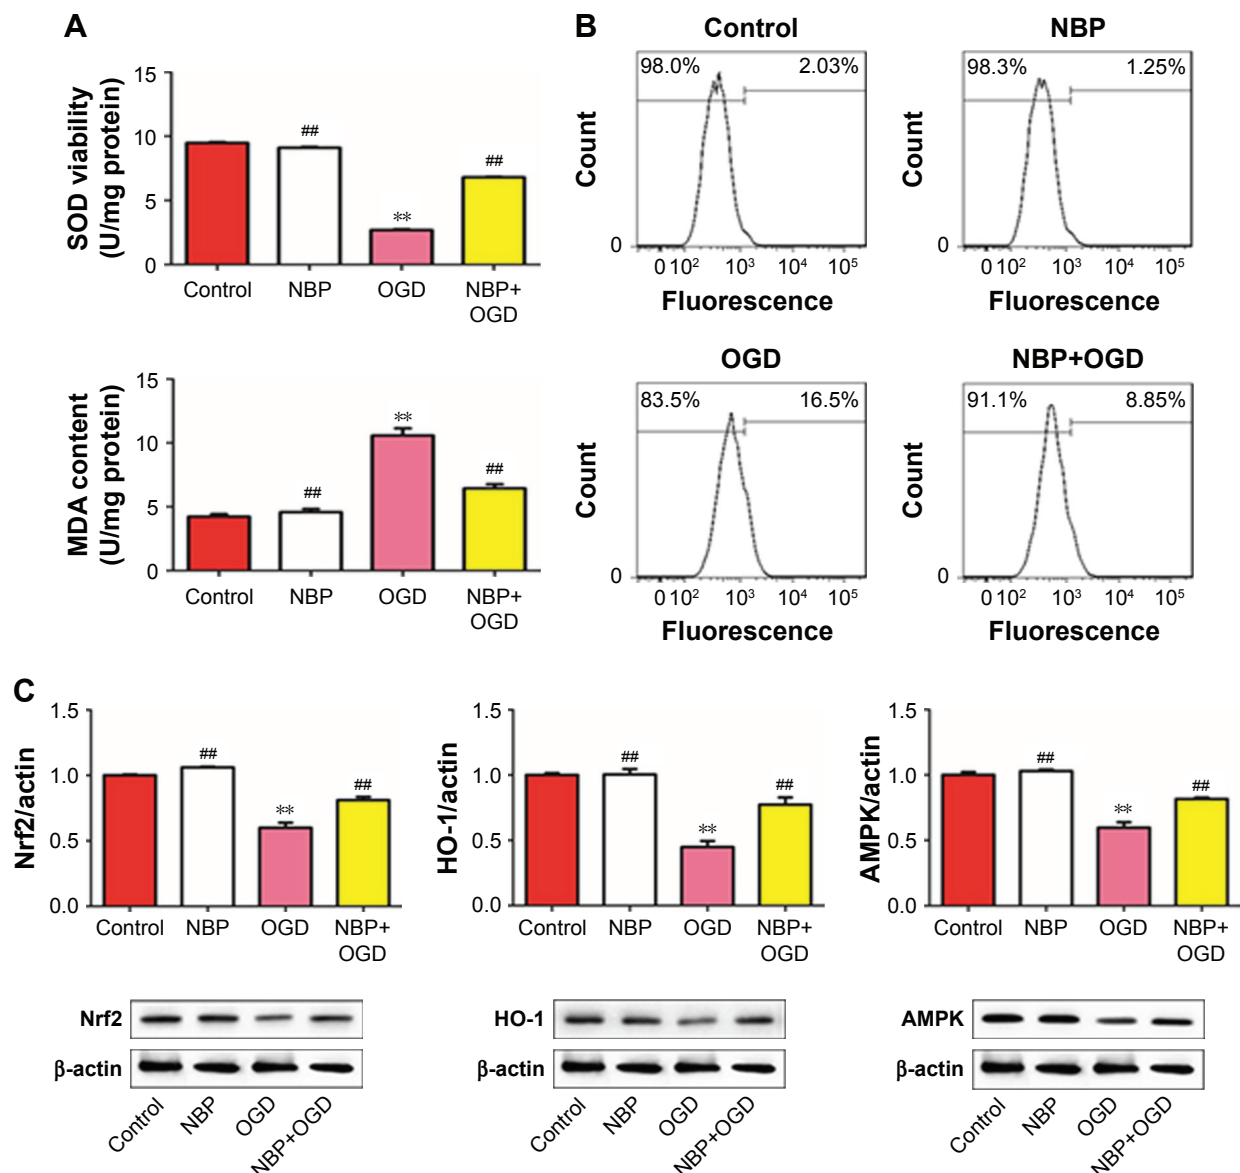 A
SOD viability
(U/mg protein)
15
10
5
0
##
**
##
Control
NBP
OGD
NBP+
OGD
MDA content
(U/mg protein)
15
10
5
0
##
**
##
Control
NBP
OGD
NBP+
OGD
B
Control
98.0%
2.03%
Count
0
0 10² 10³ 10⁴ 10⁵
Fluorescence
NBP
98.3%
1.25%
Count
0
0 10² 10³ 10⁴ 10⁵
Fluorescence
OGD
83.5%
16.5%
Count
0
0 10² 10³ 10⁴ 10⁵
Fluorescence
NBP+OGD
91.1%
8.85%
Count
0
0 10² 10³ 10⁴ 10⁵
Fluorescence
C
Nrf2/actin
1.5
1.0
0.5
0.0
##
**
##
Control
NBP
OGD
NBP+
OGD
HO-1/actin
1.5
1.0
0.5
0.0
##
**
##
Control
NBP
OGD
NBP+
OGD
AMPK/actin
1.5
1.0
0.5
0.0
##
**
##
Control
NBP
OGD
NBP+
OGD
Nrf2
β-actin
Control
NBP
OGD
NBP+OGD
HO-1
β-actin
Control
NBP
OGD
NBP+OGD
AMPK
β-actin
Control
NBP
OGD
NBP+OGD